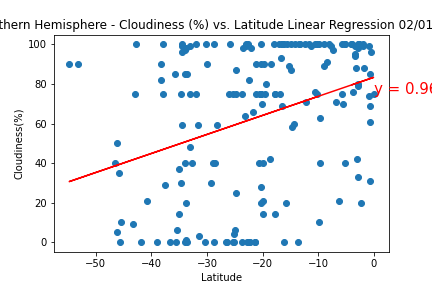 thern Hemisphere - Cloudiness (%) vs. Latitude Linear Regression 02/01
100
80
60
40
20
0
Cloudiness(%)
y = 0.96
−50 −40 −30 −20 −10 0
Latitude